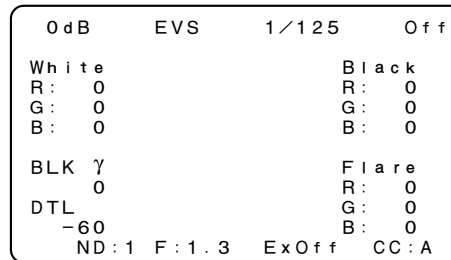 0dB EVS 1/125 Off
White Black
R: 0 R: 0
G: 0 G: 0
B: 0 B: 0
BLK γ Flare
0 R: 0
DTL G: 0
-60 B: 0
ND:1 F:1.3 ExOff CC:A